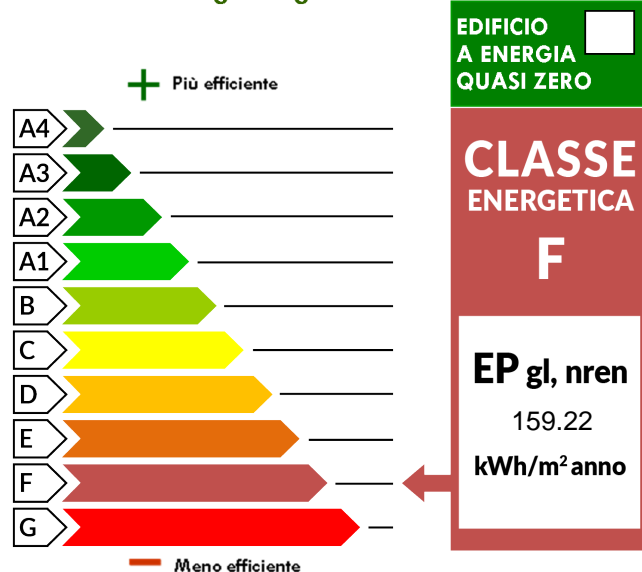 EDIFICIO
A ENERGIA
QUASI ZERO
Più efficiente
A4
A3
A2
A1
B
C
D
E
F
G
Meno efficiente
CLASSE
ENERGETICA
F
EP gl, nren
159.22
kWh/m² anno